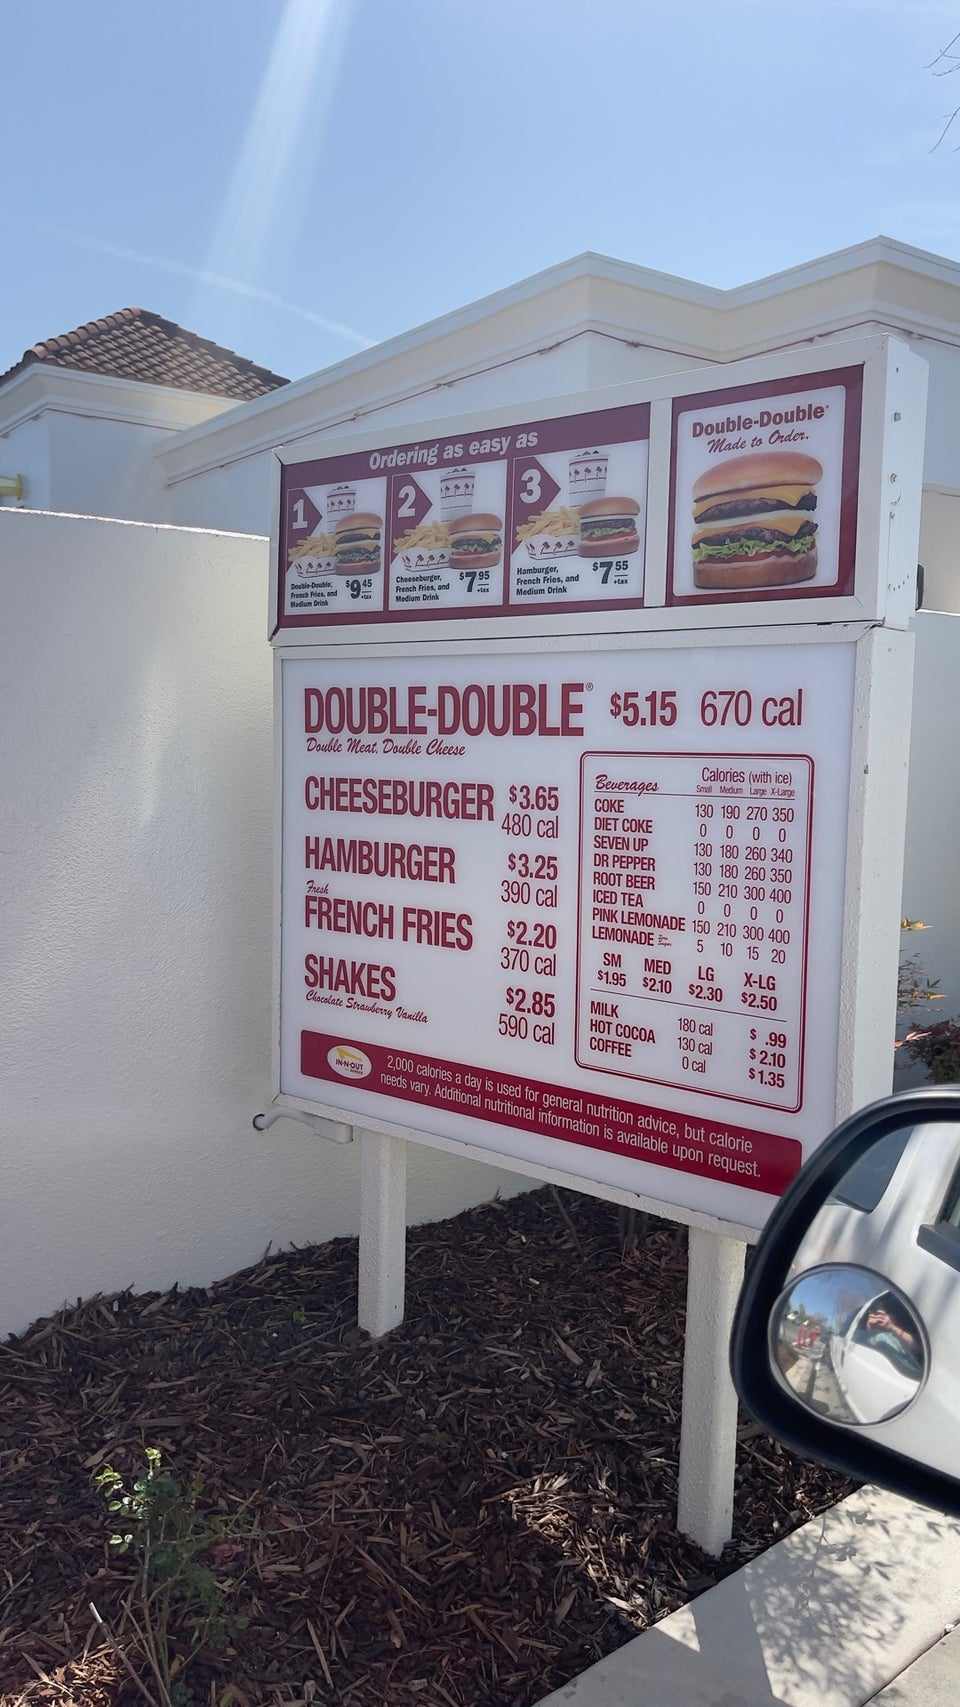 Ordering as easy as
1
Double-Double,
French Fries, and
Medium Drink
$9 45
+tax
2
Cheeseburger,
French Fries, and
Medium Drink
$7 95
+tax
3
Hamburger,
French Fries, and
Medium Drink
$7 55
+tax
Double-Double®
Made to Order.
DOUBLE-DOUBLE® $5.15 670 cal
Double Meat, Double Cheese
CHEESEBURGER $3.65
480 cal
HAMBURGER $3.25
390 cal
Fresh
FRENCH FRIES $2.20
370 cal
SHAKES $2.85
Chocolate Strawberry Vanilla
590 cal
Beverages Calories (with ice)
Small Medium Large X-Large
COKE 130 190 270 350
DIET COKE 0 0 0 0
SEVEN UP 130 180 260 340
DR PEPPER 130 180 260 350
ROOT BEER 150 210 300 400
ICED TEA 0 0 0 0
PINK LEMONADE 150 210 300 400
LEMONADE Zero Sugar 5 10 15 20
SM MED LG X-LG
$1.95 $2.10 $2.30 $2.50
MILK 180 cal $ .99
HOT COCOA 130 cal $2.10
COFFEE 0 cal $1.35
IN-N-OUT
BURGER
2,000 calories a day is used for general nutrition advice, but calorie
needs vary. Additional nutritional information is available upon request.